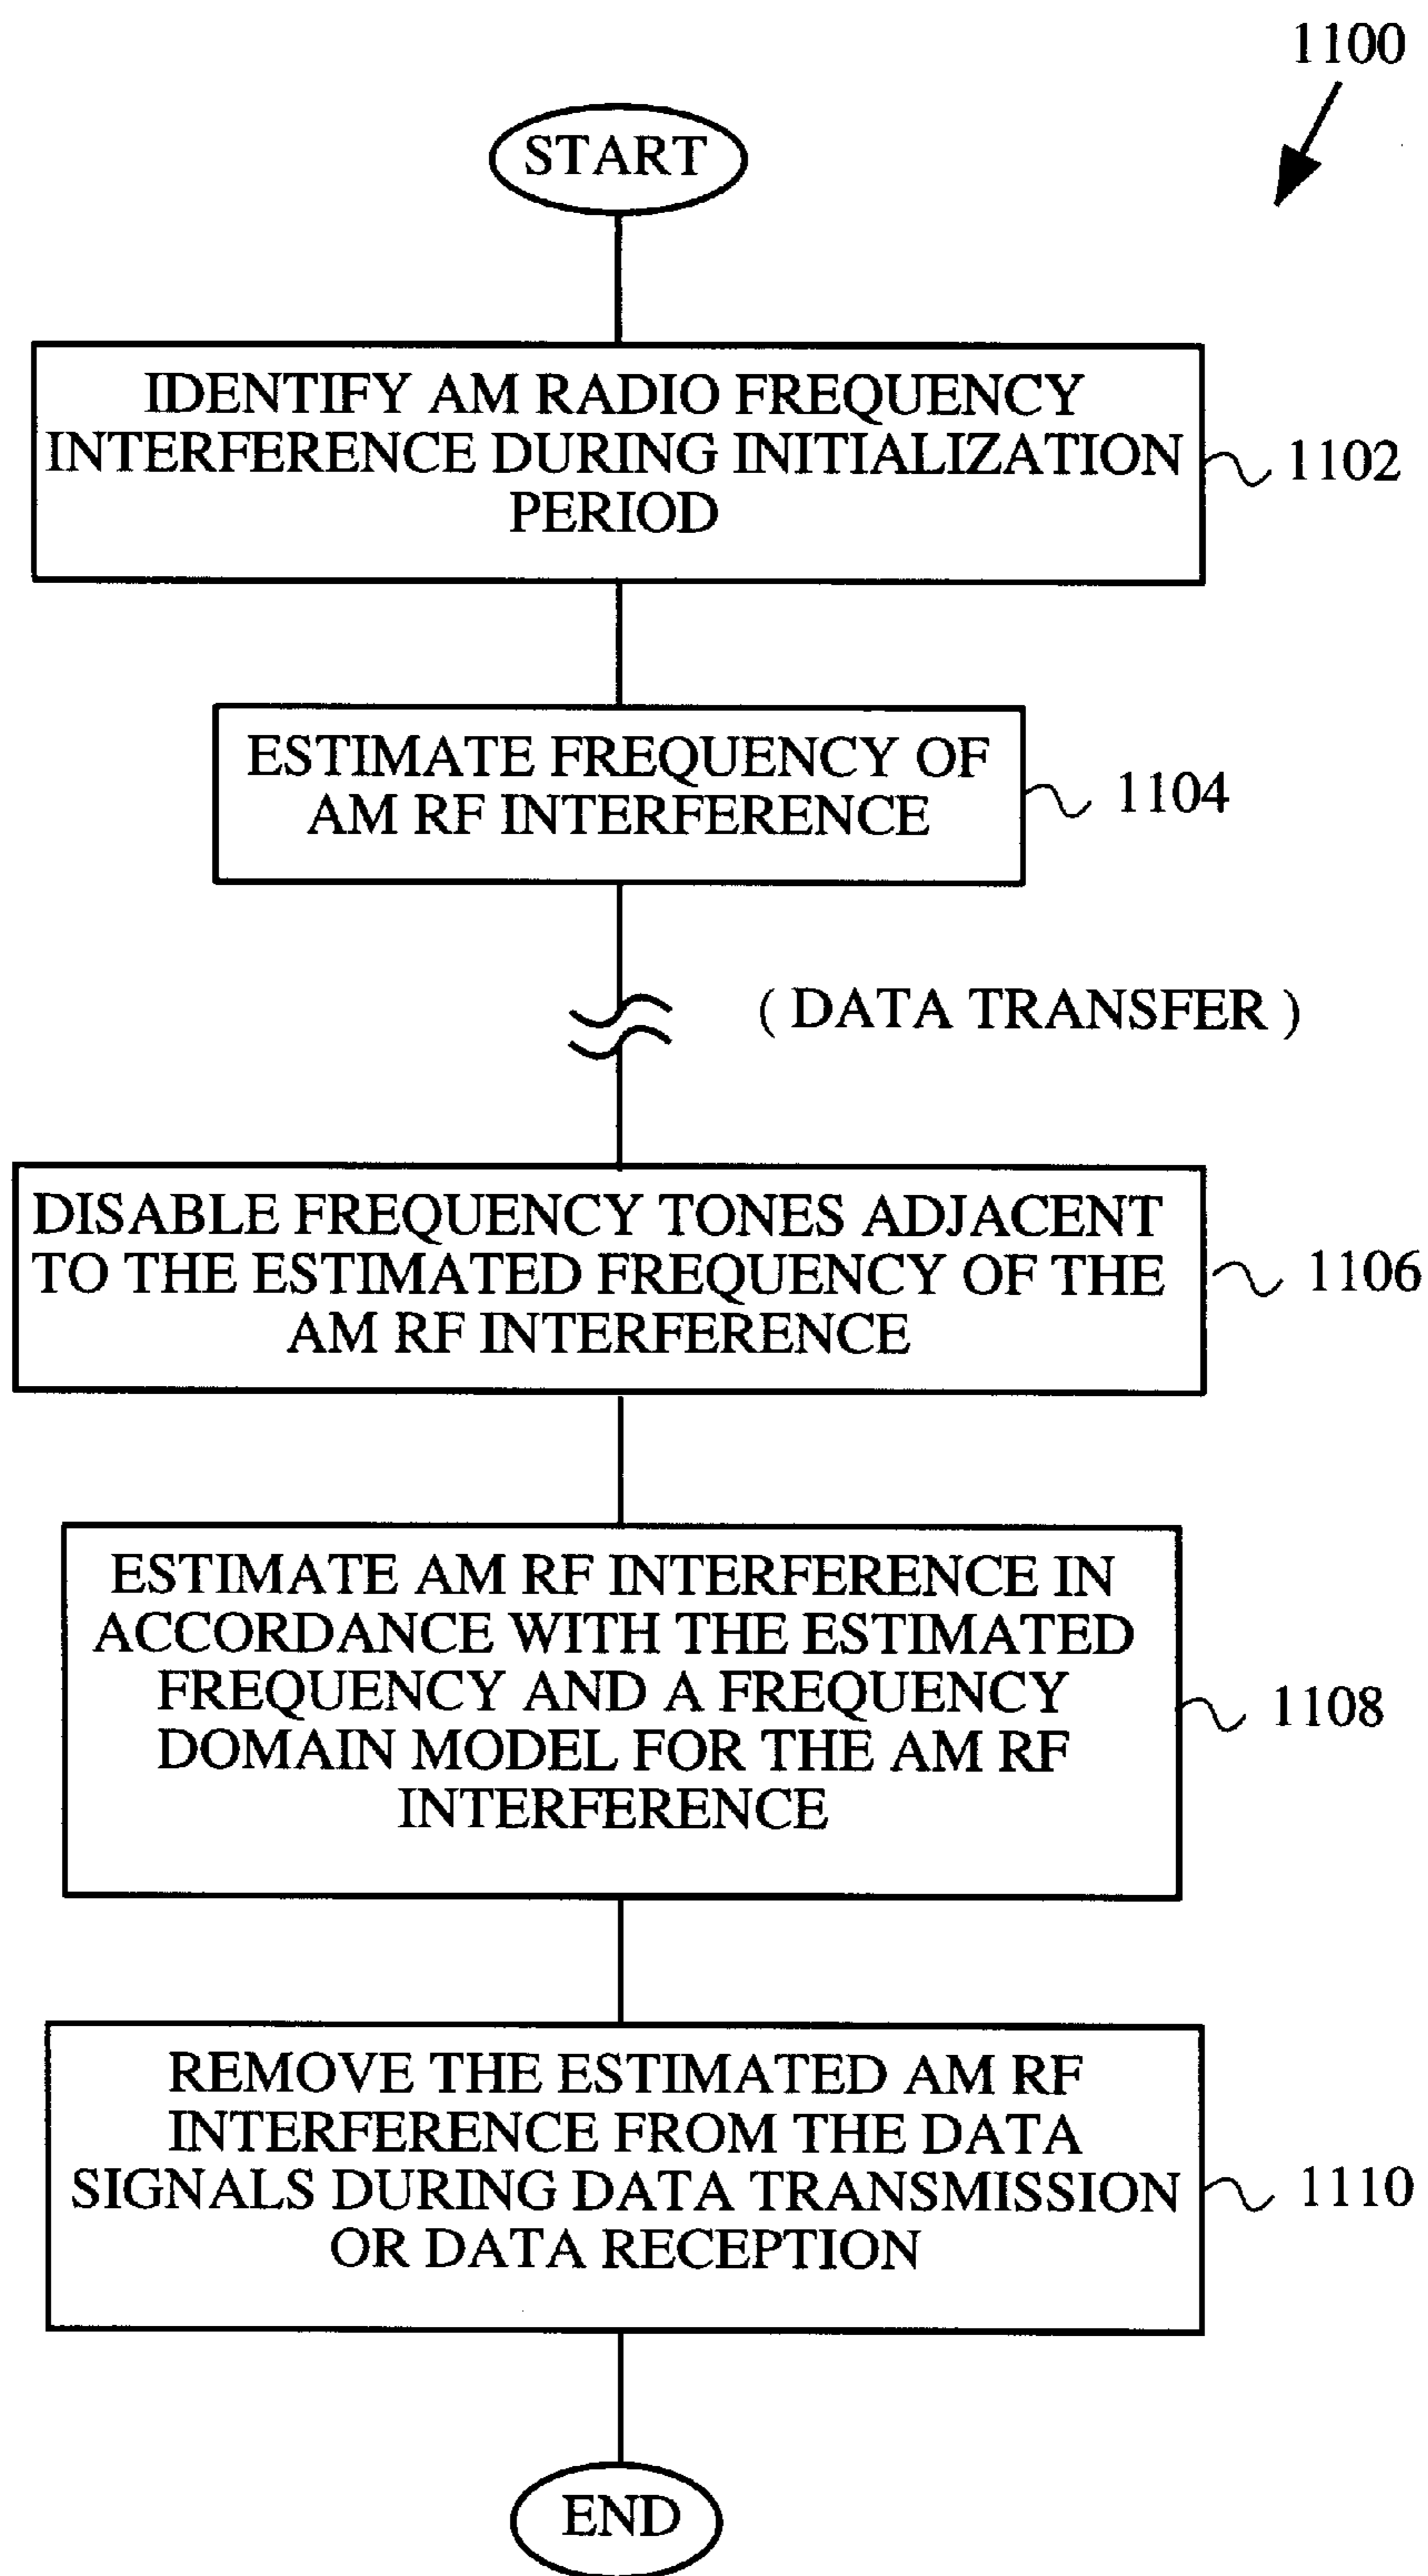 1100
START
IDENTIFY AM RADIO FREQUENCY
INTERFERENCE DURING INITIALIZATION
PERIOD
1102
ESTIMATE FREQUENCY OF
AM RF INTERFERENCE
1104
( DATA TRANSFER )
DISABLE FREQUENCY TONES ADJACENT
TO THE ESTIMATED FREQUENCY OF THE
AM RF INTERFERENCE
1106
ESTIMATE AM RF INTERFERENCE IN
ACCORDANCE WITH THE ESTIMATED
FREQUENCY AND A FREQUENCY
DOMAIN MODEL FOR THE AM RF
INTERFERENCE
1108
REMOVE THE ESTIMATED AM RF
INTERFERENCE FROM THE DATA
SIGNALS DURING DATA TRANSMISSION
OR DATA RECEPTION
1110
END